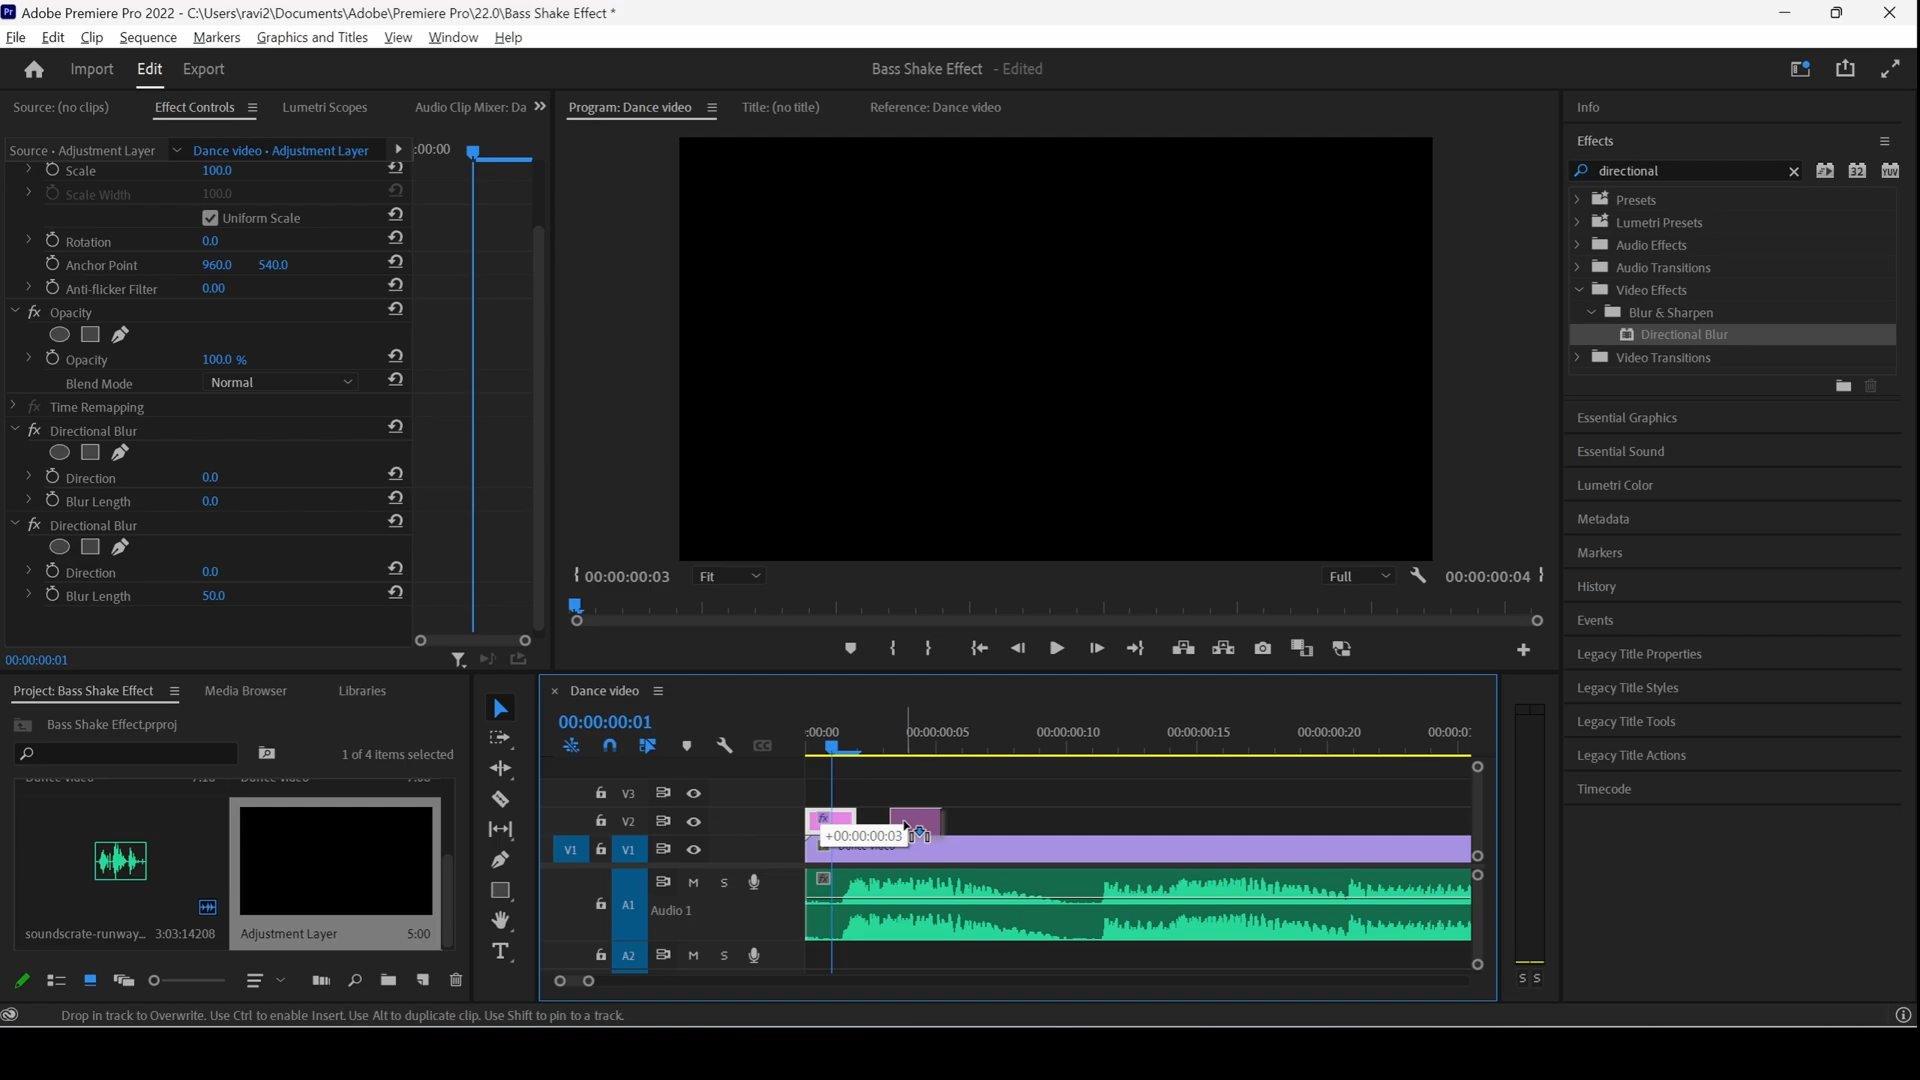 Pr Adobe Premiere Pro 2022 - C:\Users\ravi2\Documents\Adobe\Premiere Pro\22.0\Bass Shake Effect *
File Edit Clip Sequence Markers Graphics and Titles View Window Help
Import Edit Export
Bass Shake Effect - Edited
Source: (no clips) Effect Controls Lumetri Scopes Audio Clip Mixer: Da
Program: Dance video Title: (no title) Reference: Dance video
Info
Effects
directional
32 YUV
Presets
Lumetri Presets
Audio Effects
Audio Transitions
Video Effects
Blur & Sharpen
Directional Blur
Video Transitions
Essential Graphics
Essential Sound
Lumetri Color
Metadata
Markers
History
Events
Legacy Title Properties
Legacy Title Styles
Legacy Title Tools
Legacy Title Actions
Timecode
Source • Adjustment Layer Dance video • Adjustment Layer :00:00
Scale 100.0
Scale Width 100.0
Uniform Scale
Rotation 0.0
Anchor Point 960.0 540.0
Anti-flicker Filter 0.00
fx Opacity
Opacity 100.0 %
Blend Mode Normal
fx Time Remapping
fx Directional Blur
Direction 0.0
Blur Length 0.0
fx Directional Blur
Direction 0.0
Blur Length 50.0
00:00:00:01
00:00:00:03 Fit Full 00:00:00:04
Project: Bass Shake Effect Media Browser Libraries
Bass Shake Effect.prproj
1 of 4 items selected
soundscrate-runway... 3:03:14208
Adjustment Layer 5:00
Dance video
00:00:00:01
:00:00 00:00:00:05 00:00:00:10 00:00:00:15 00:00:00:20 00:00:0
V3
V2 fx
+00:00:00:03
V1 V1
fx
A1 M S
Audio 1
A2 M S
S S
Drop in track to Overwrite. Use Ctrl to enable Insert. Use Alt to duplicate clip. Use Shift to pin to a track.